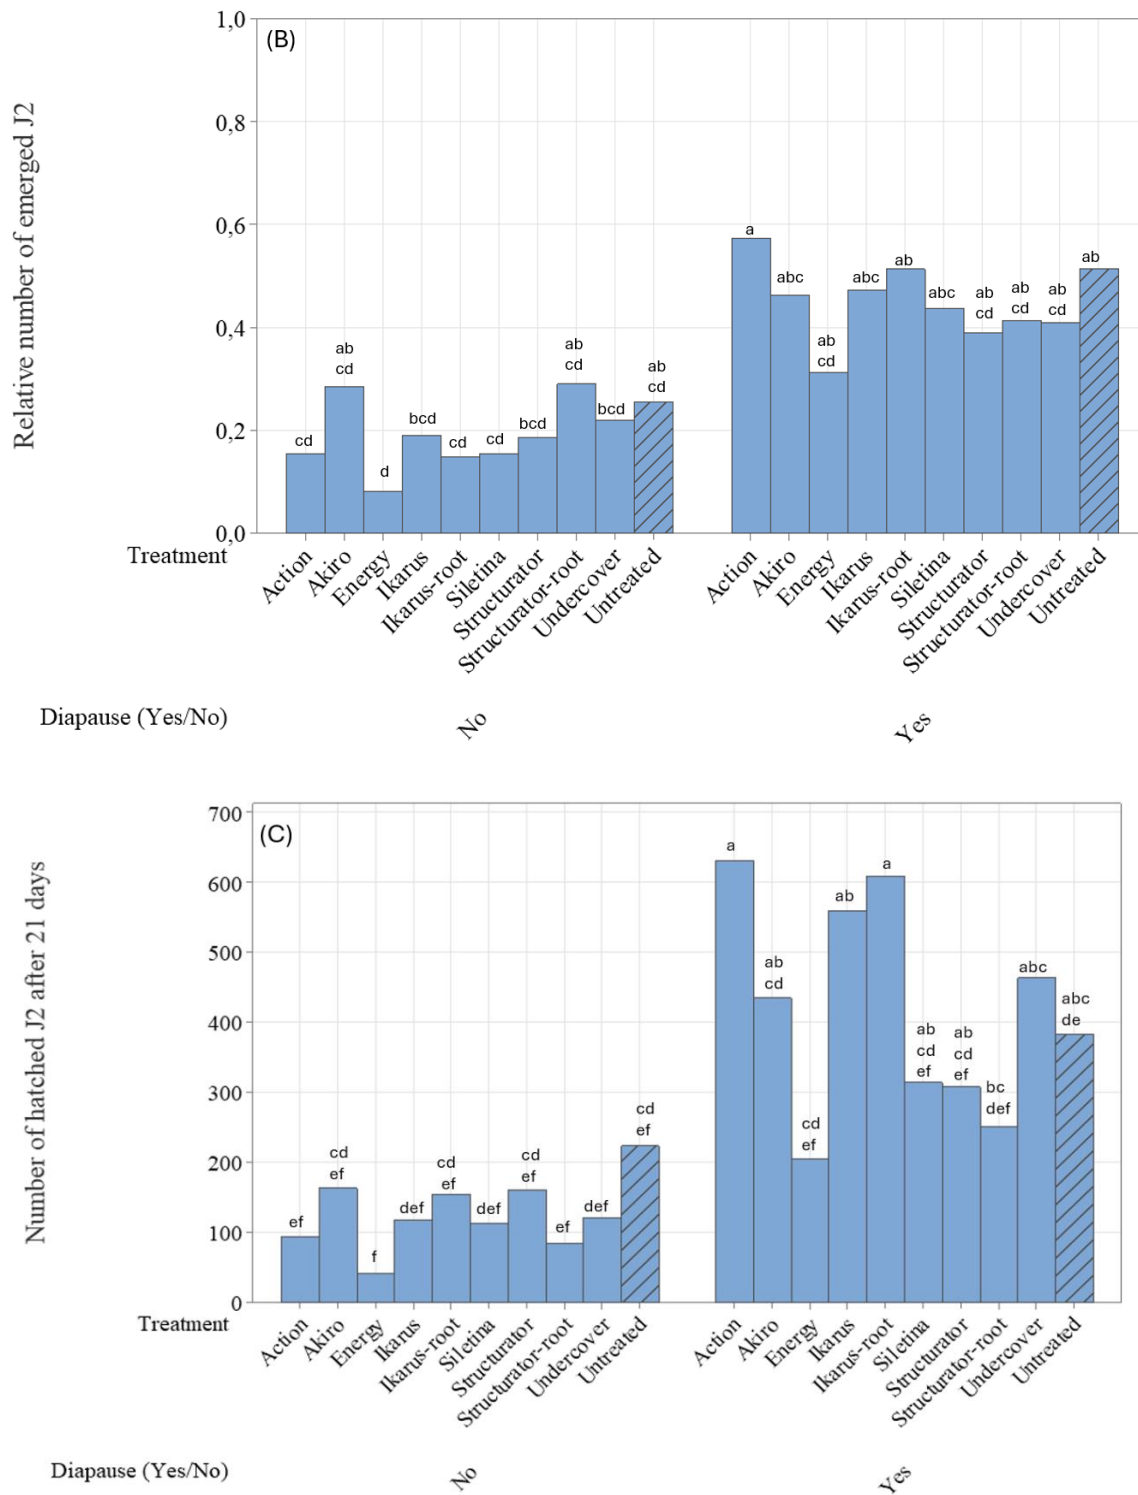 (B)
Relative number of emerged J2
1,0
0,8
0,6
0,4
0,2
0,0
cd
ab
cd
d
bcd
cd
cd
bcd
ab
cd
bcd
ab
cd
a
abc
ab
cd
abc
ab
abc
ab
cd
ab
cd
ab
cd
ab
Treatment
Action
Akiro
Energy
Ikarus
Ikarus-root
Siletina
Structurator
Structurator-root
Undercover
Untreated
Action
Akiro
Energy
Ikarus
Ikarus-root
Siletina
Structurator
Structurator-root
Undercover
Untreated
Diapause (Yes/No)
No
Yes
(C)
Number of hatched J2 after 21 days
700
600
500
400
300
200
100
0
ef
cd
ef
f
def
cd
ef
def
cd
ef
ef
def
cd
ef
a
ab
cd
cd
ef
ab
a
ab
cd
ef
ab
cd
ef
bc
def
abc
abc
de
Treatment
Action
Akiro
Energy
Ikarus
Ikarus-root
Siletina
Structurator
Structurator-root
Undercover
Untreated
Action
Akiro
Energy
Ikarus
Ikarus-root
Siletina
Structurator
Structurator-root
Undercover
Untreated
Diapause (Yes/No)
No
Yes